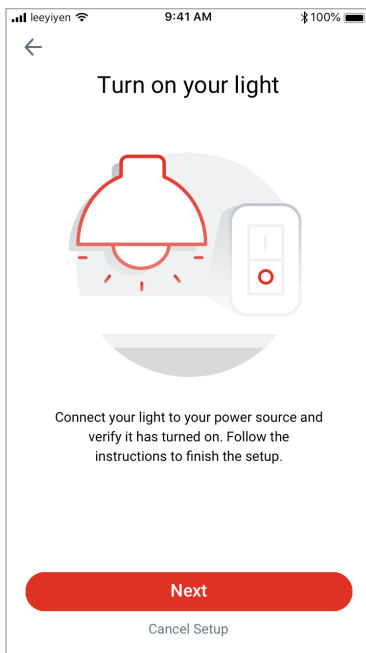 leeyiyen 9:41 AM 100%
Turn on your light
Connect your light to your power source and
verify it has turned on. Follow the
instructions to finish the setup.
Next
Cancel Setup